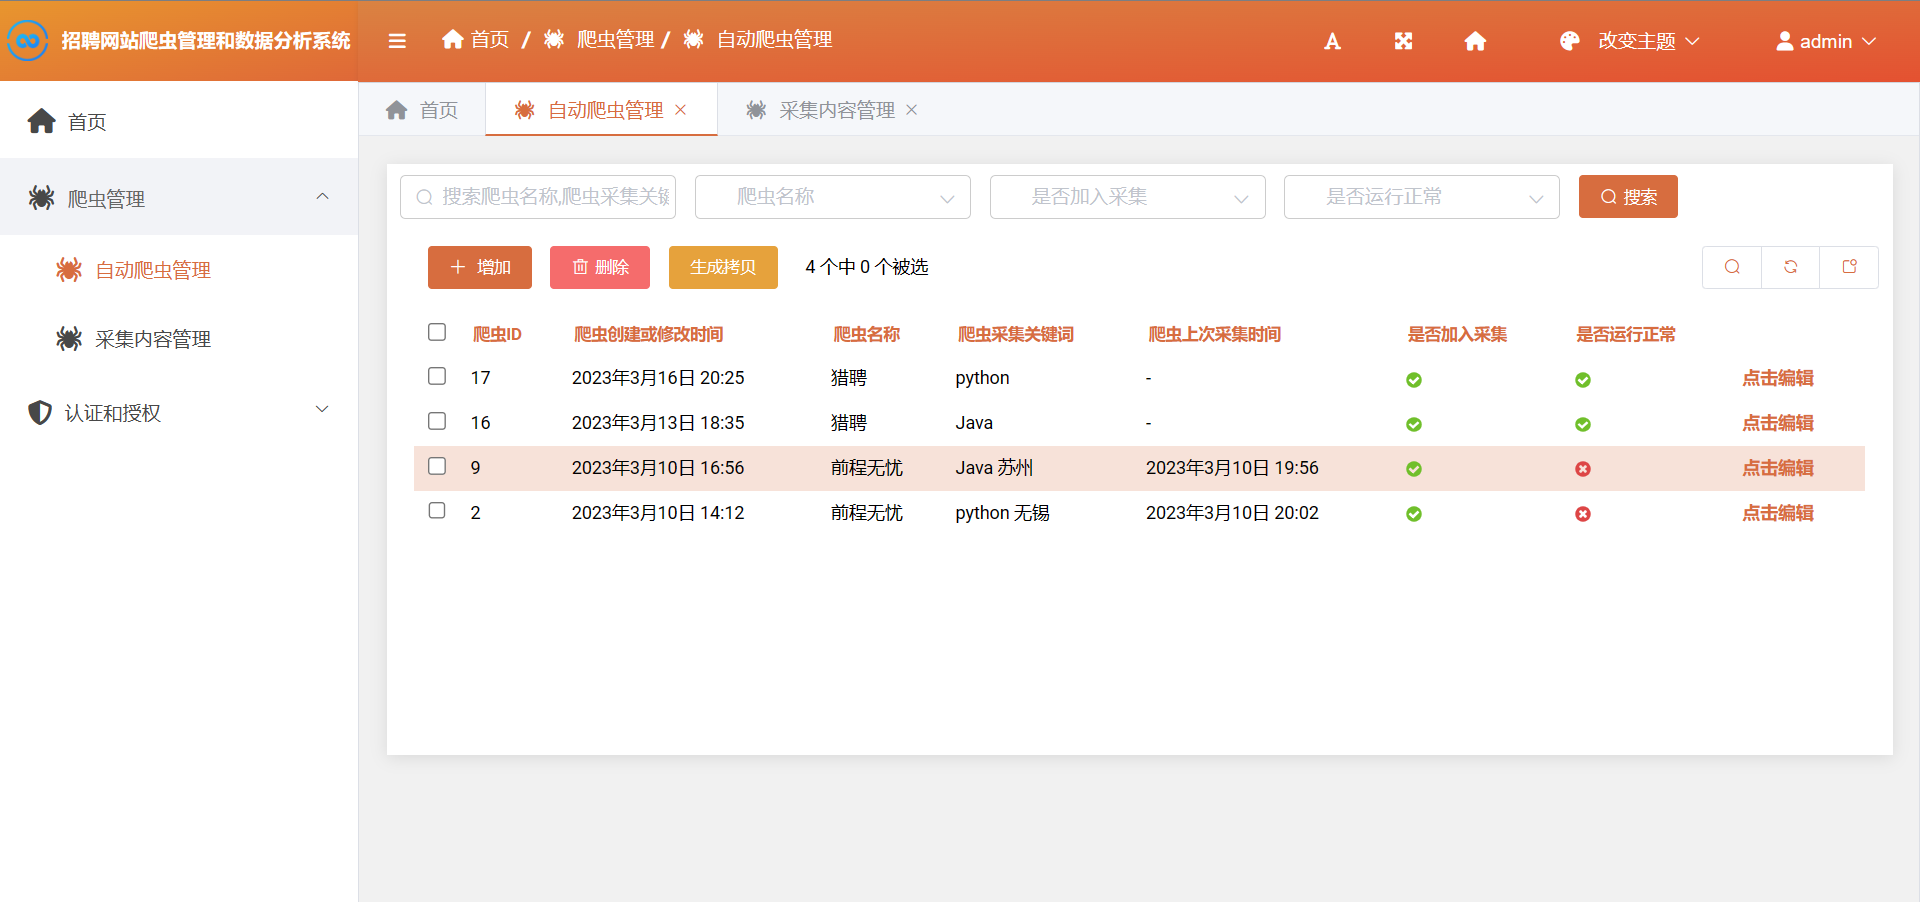 招聘网站爬虫管理和数据分析系统
首页 / 爬虫管理 / 自动爬虫管理
改变主题
admin
首页
爬虫管理
自动爬虫管理
采集内容管理
认证和授权
首页
自动爬虫管理
采集内容管理
搜索爬虫名称,爬虫采集关键
爬虫名称
是否加入采集
是否运行正常
搜索
增加
删除
生成拷贝
4 个中 0 个被选
爬虫ID 爬虫创建或修改时间 爬虫名称 爬虫采集关键词 爬虫上次采集时间 是否加入采集 是否运行正常
17 2023年3月16日 20:25 猎聘 python - 点击编辑
16 2023年3月13日 18:35 猎聘 Java - 点击编辑
9 2023年3月10日 16:56 前程无忧 Java 苏州 2023年3月10日 19:56 点击编辑
2 2023年3月10日 14:12 前程无忧 python 无锡 2023年3月10日 20:02 点击编辑